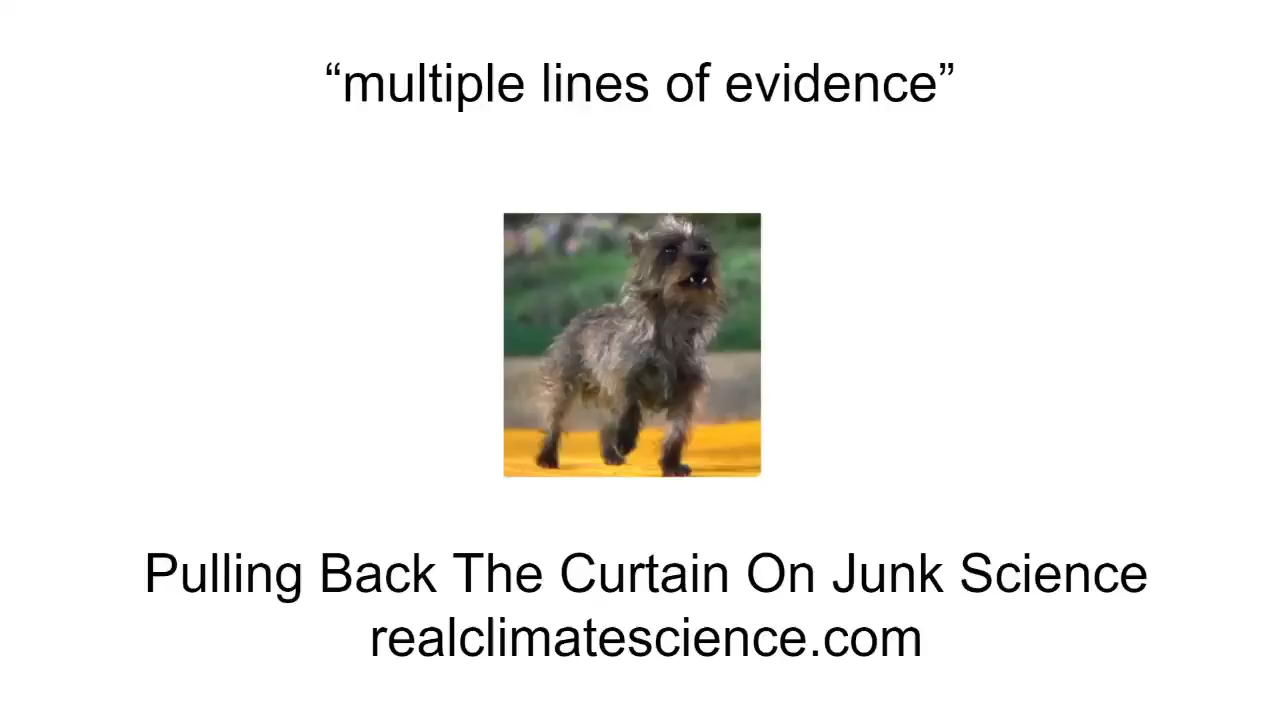 “multiple lines of evidence”
Pulling Back The Curtain On Junk Science
realclimatescience.com